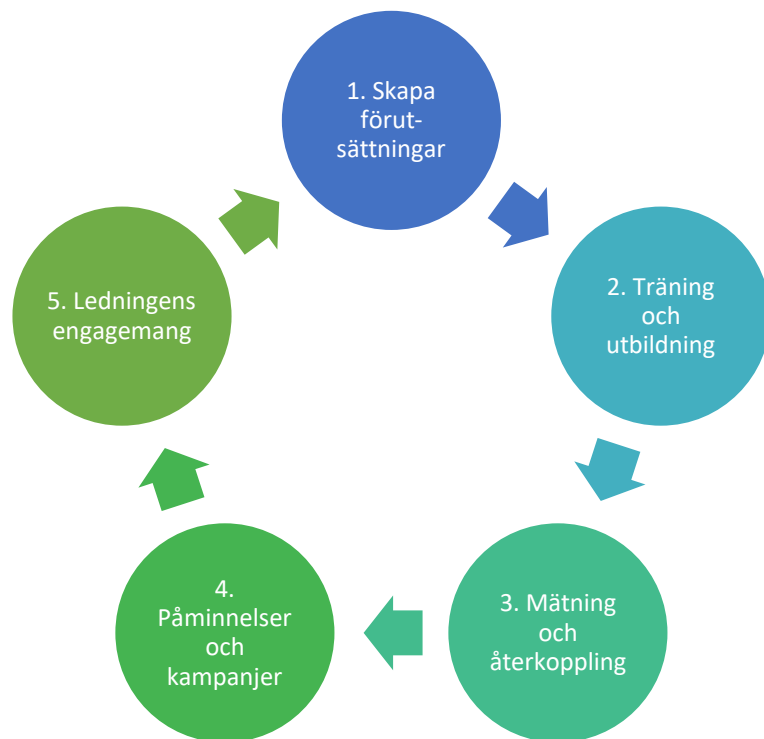 1. Skapa
förut-
sättningar
2. Träning
och
utbildning
3. Mätning
och
återkoppling
4.
Påminnelser
och
kampanjer
5. Ledningens
engagemang